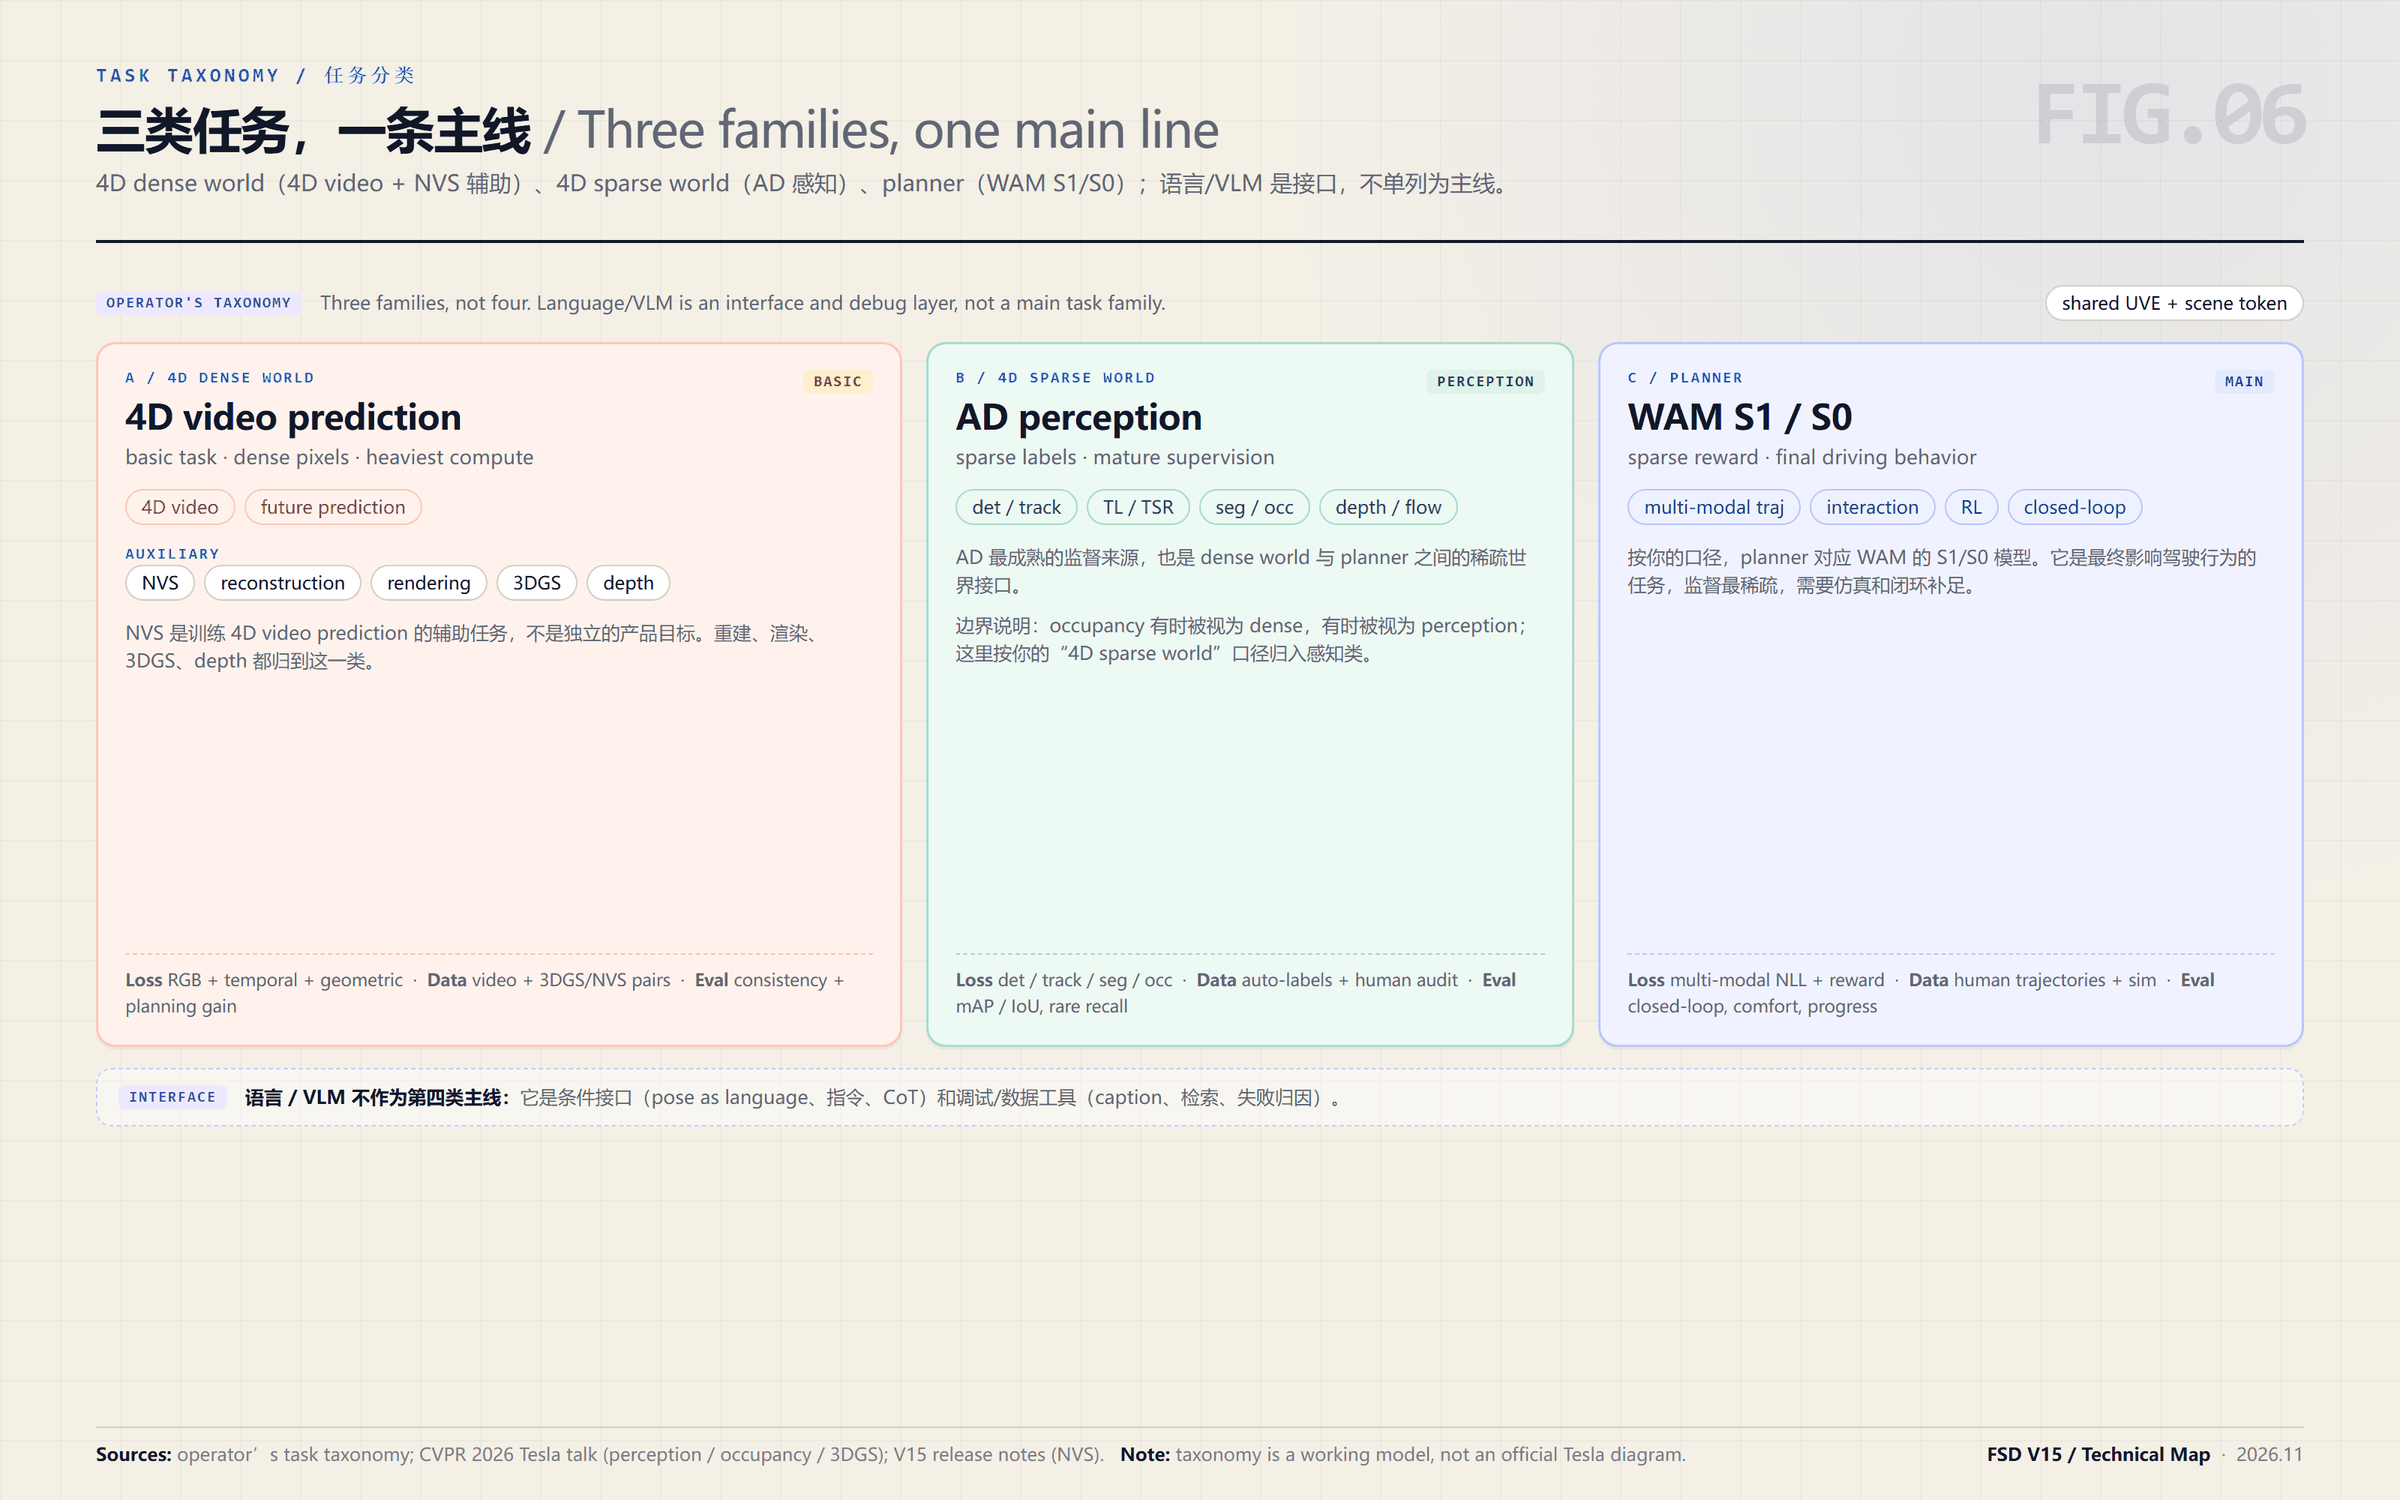 TASK TAXONOMY / 任务分类
三类任务，一条主线 / Three families, one main line
FIG.06
4D dense world（4D video + NVS 辅助）、4D sparse world（AD 感知）、planner（WAM S1/S0）；语言/VLM 是接口，不单列为主线。
OPERATOR'S TAXONOMY Three families, not four. Language/VLM is an interface and debug layer, not a main task family.
shared UVE + scene token
A / 4D DENSE WORLD
BASIC
4D video prediction
basic task · dense pixels · heaviest compute
4D video future prediction
AUXILIARY
NVS reconstruction rendering 3DGS depth
NVS 是训练 4D video prediction 的辅助任务，不是独立的产品目标。重建、渲染、
3DGS、depth 都归到这一类。
Loss RGB + temporal + geometric · Data video + 3DGS/NVS pairs · Eval consistency +
planning gain
B / 4D SPARSE WORLD
PERCEPTION
AD perception
sparse labels · mature supervision
det / track TL / TSR seg / occ depth / flow
AD 最成熟的监督来源，也是 dense world 与 planner 之间的稀疏世
界接口。
边界说明：occupancy 有时被视为 dense，有时被视为 perception；
这里按你的“4D sparse world”口径归入感知类。
Loss det / track / seg / occ · Data auto-labels + human audit · Eval
mAP / IoU, rare recall
C / PLANNER
MAIN
WAM S1 / S0
sparse reward · final driving behavior
multi-modal traj interaction RL closed-loop
按你的口径，planner 对应 WAM 的 S1/S0 模型。它是最终影响驾驶行为的
任务，监督最稀疏，需要仿真和闭环补足。
Loss multi-modal NLL + reward · Data human trajectories + sim · Eval
closed-loop, comfort, progress
INTERFACE 语言 / VLM 不作为第四类主线：它是条件接口（pose as language、指令、CoT）和调试/数据工具（caption、检索、失败归因）。
Sources: operator’s task taxonomy; CVPR 2026 Tesla talk (perception / occupancy / 3DGS); V15 release notes (NVS). Note: taxonomy is a working model, not an official Tesla diagram.
FSD V15 / Technical Map · 2026.11